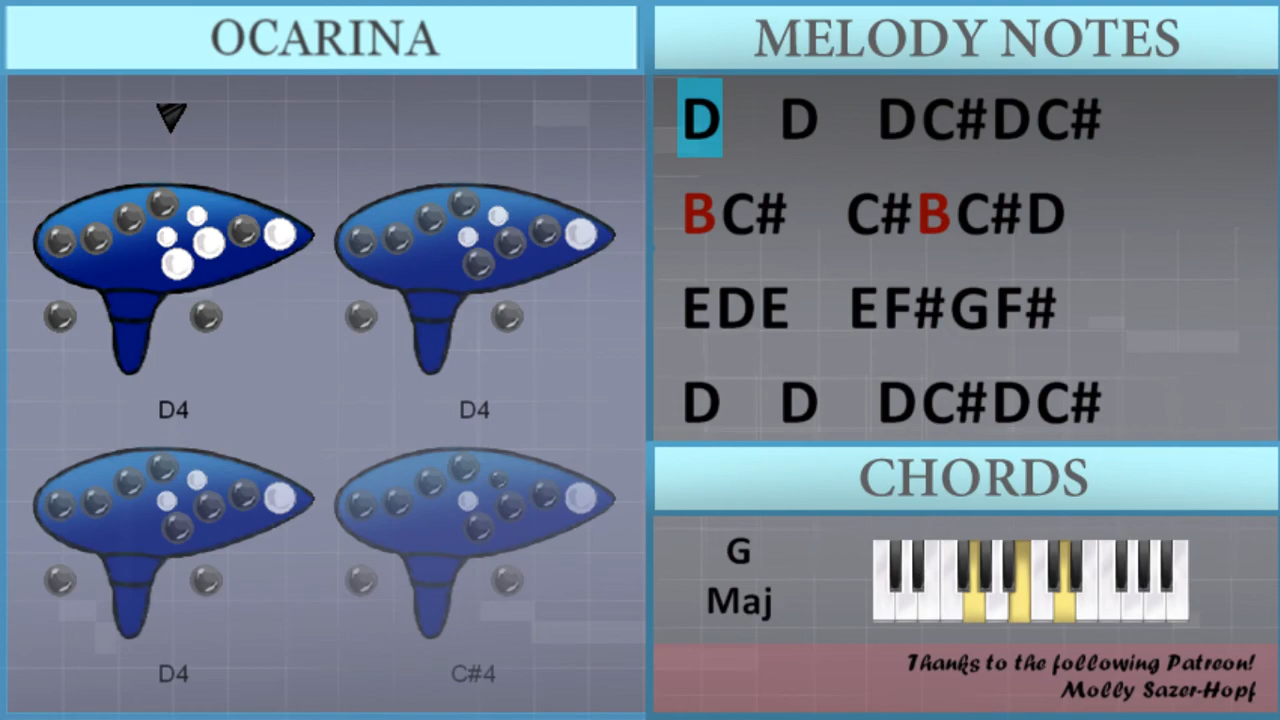 OCARINA
D4
D4
D4
C#4
MELODY NOTES
D D DC#DC#
BC# C#BC#D
EDE EF#GF#
D D DC#DC#
CHORDS
G
Maj
Thanks to the following Patreon!
Molly Sazer-Hopf